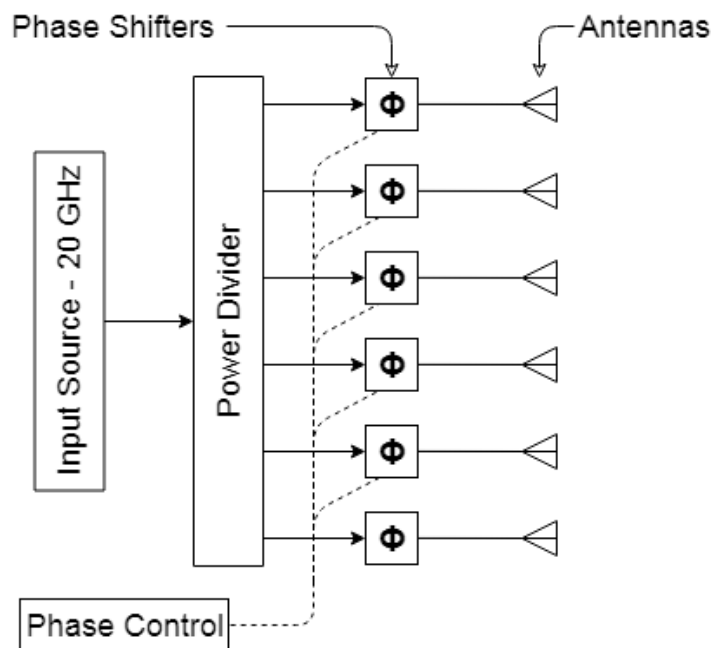 Phase Shifters
Antennas
Φ
Φ
Φ
Φ
Φ
Φ
Input Source - 20 GHz
Power Divider
Phase Control